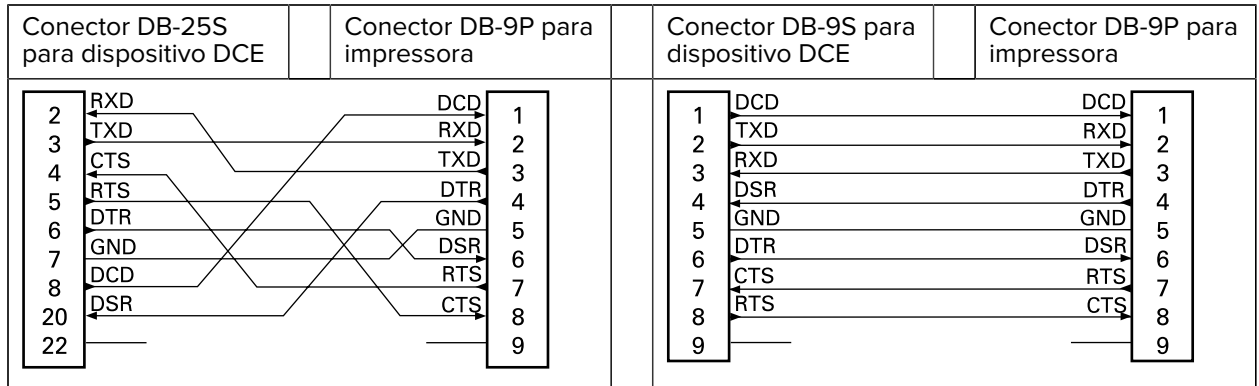 Conector DB-25S
para dispositivo DCE
Conector DB-9P para
impressora
Conector DB-9S para
dispositivo DCE
Conector DB-9P para
impressora
2 RXD DCD 1
3 TXD RXD 2
4 CTS TXD 3
5 RTS DTR 4
6 DTR GND 5
7 GND DSR 6
8 DCD RTS 7
20 DSR CTS 8
22 9
1 DCD DCD 1
2 TXD RXD 2
3 RXD TXD 3
4 DSR DTR 4
5 GND GND 5
6 DTR DSR 6
7 CTS RTS 7
8 RTS CTS 8
9 9